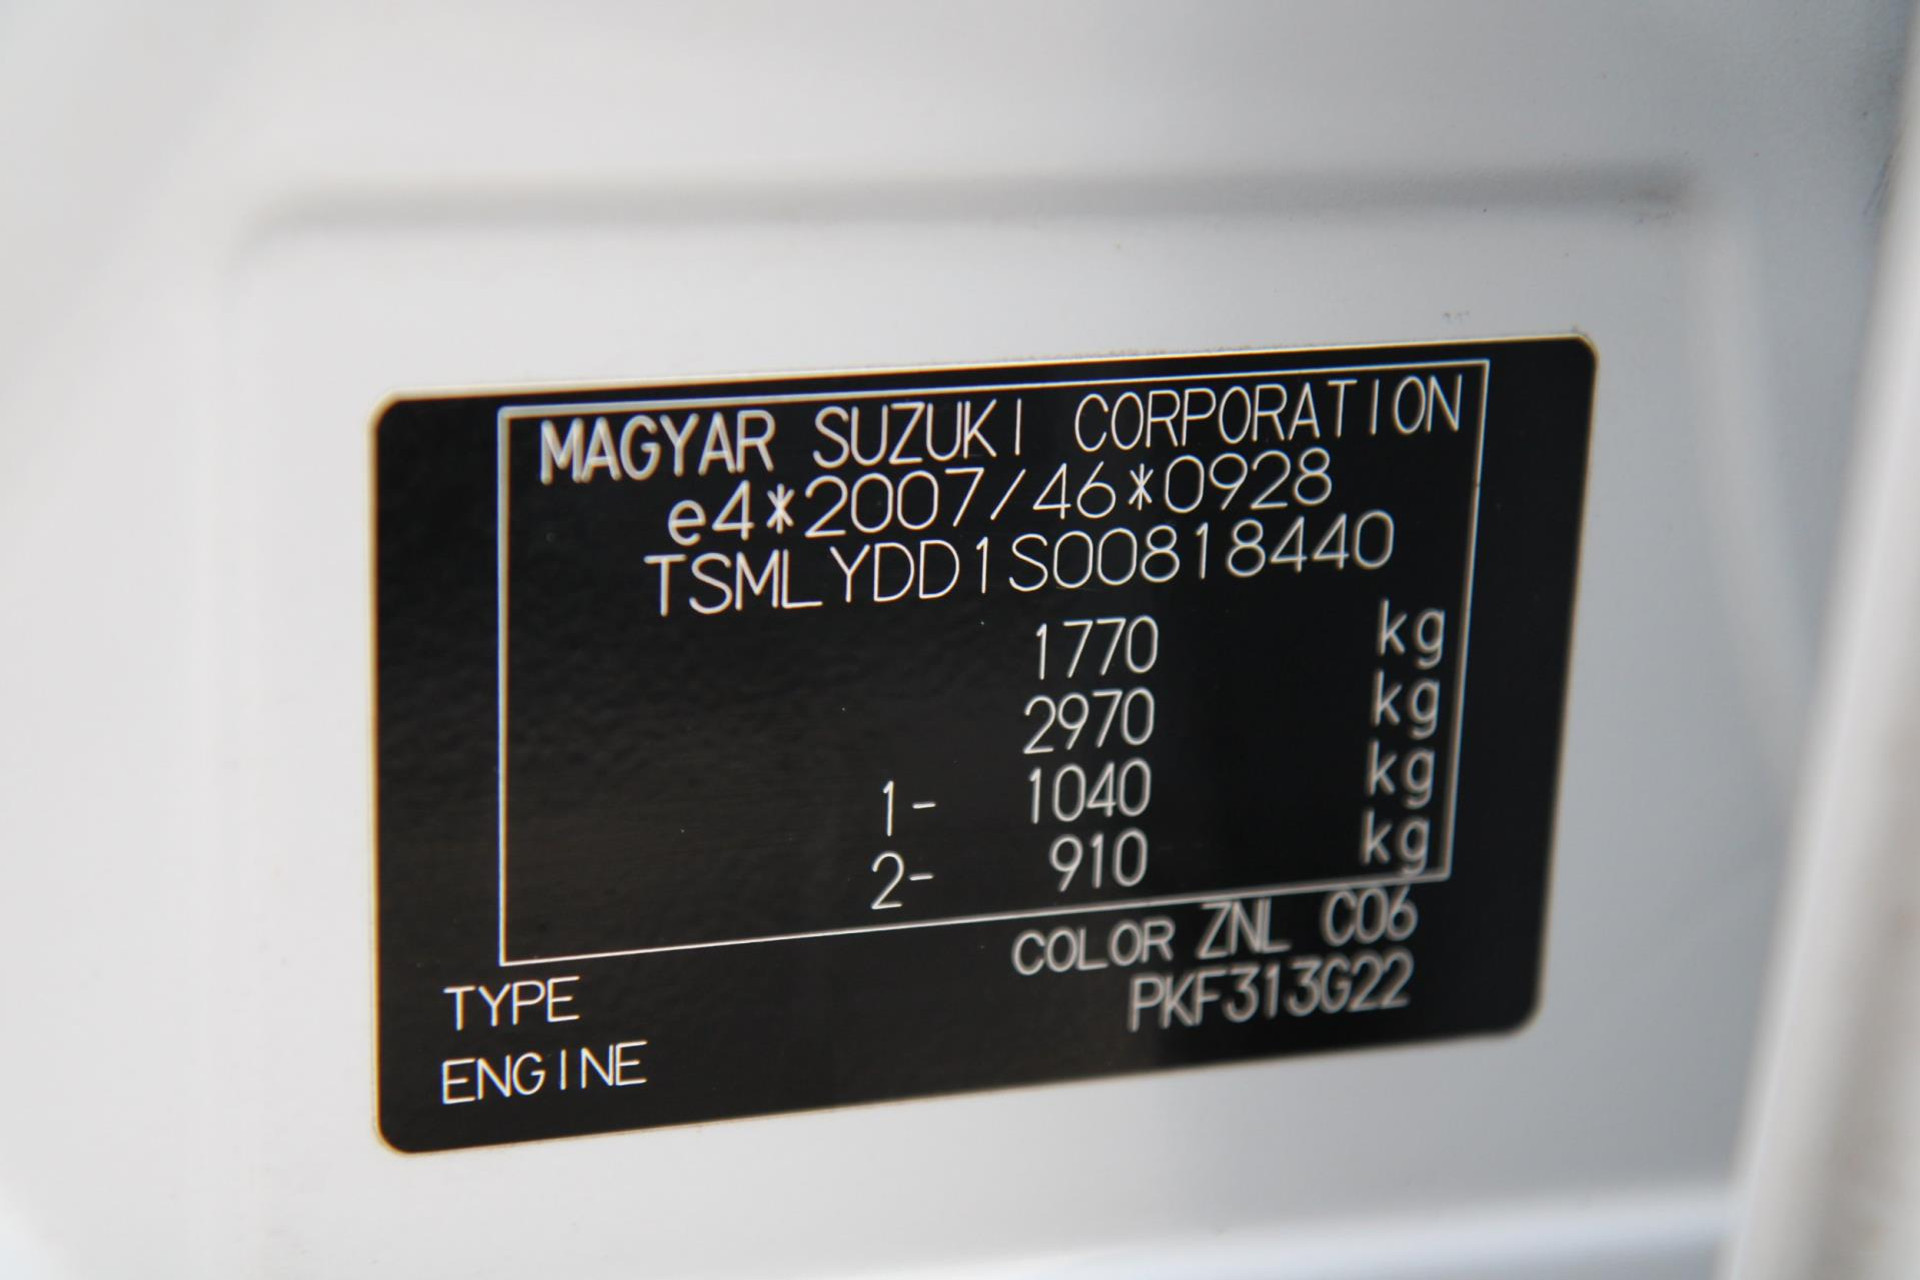 MAGYAR SUZUKI CORPORATION
e4*2007/46*0928
TSMLYDD1S00818440
1770 kg
2970 kg
1- 1040 kg
2- 910 kg
COLOR ZNL C06
TYPE PKF313G22
ENGINE